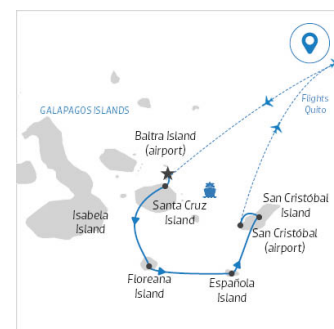 Flights
Quito
GALAPAGOS ISLANDS
Baltra Island
(airport)
Santa Cruz
Island
San Cristóbal
Island
San Cristóbal
(airport)
Isabela
Island
Floreana
Island
Española
Island